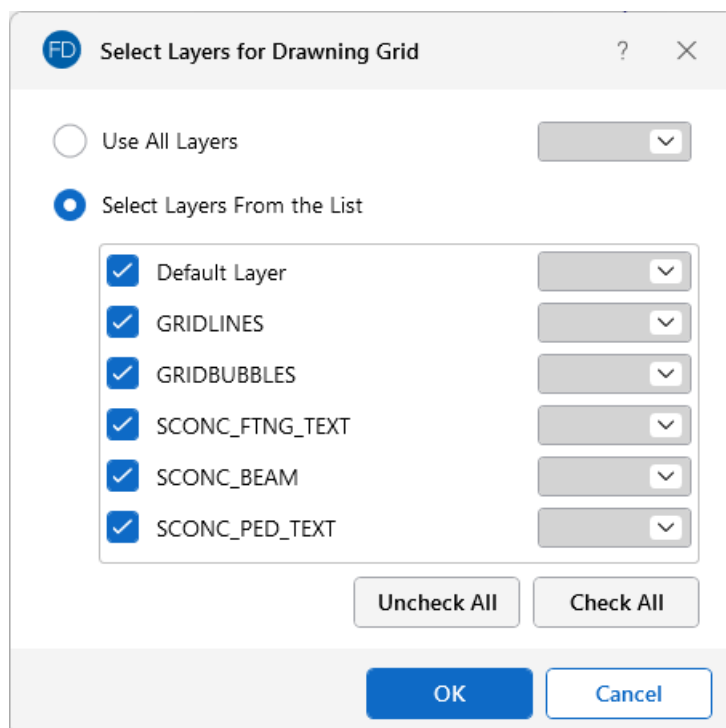 FD Select Layers for Drawning Grid ?
Use All Layers
Select Layers From the List
Default Layer
GRIDLINES
GRIDBUBBLES
SCONC_FTNG_TEXT
SCONC_BEAM
SCONC_PED_TEXT
Uncheck All Check All
OK Cancel